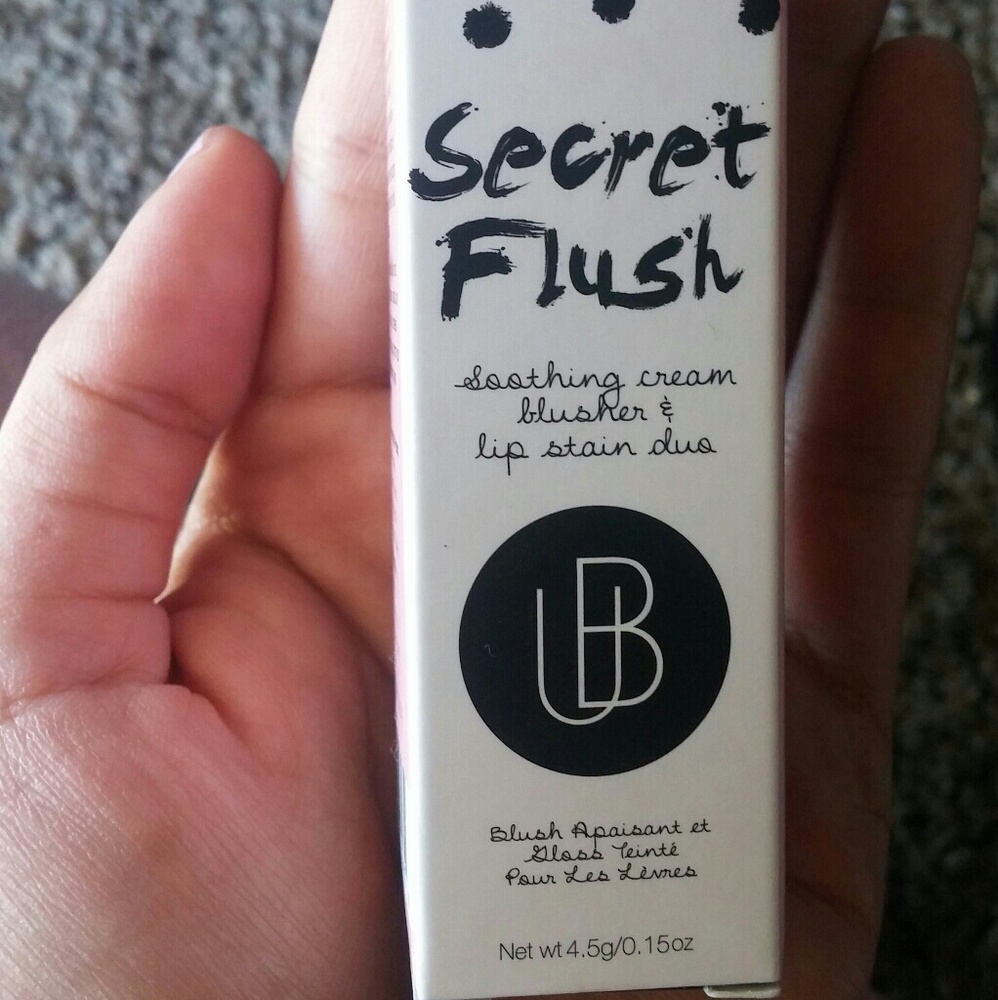 Secret
Flush
Soothing cream
blusher &
lip stain duo
UB
Blush Apaisant et
Gloss Teinté
Pour Les Lèvres
Net wt 4.5g/0.15oz